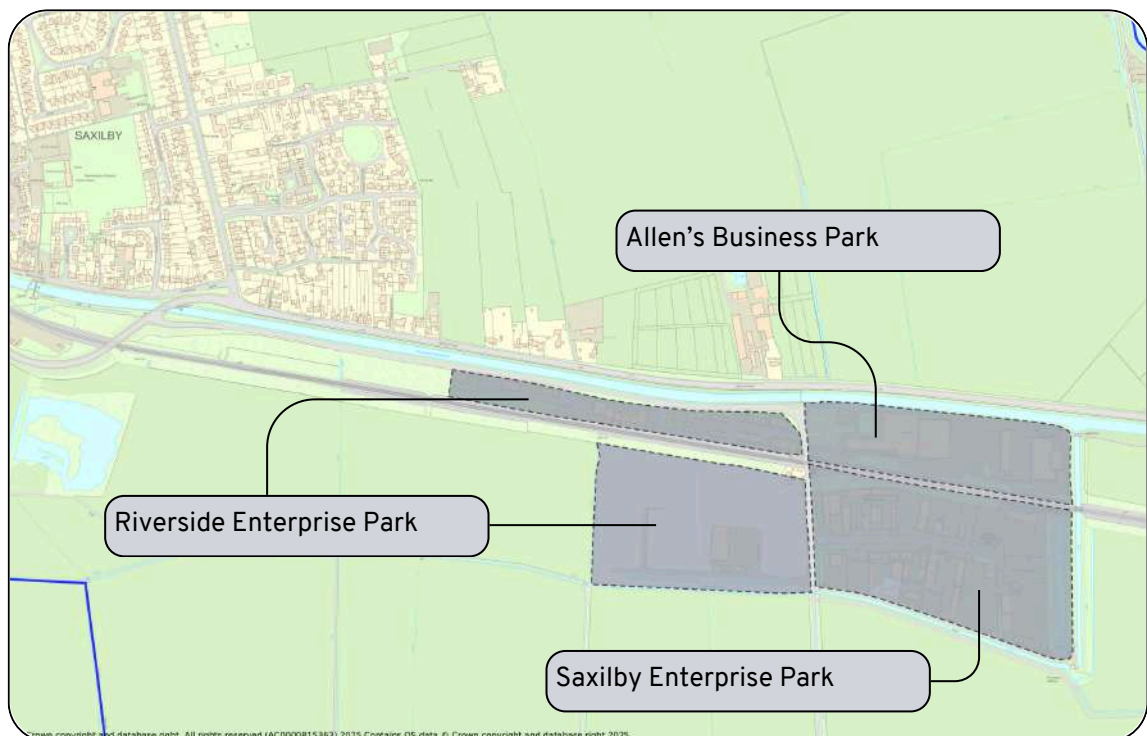 SAXILBY
Allen's Business Park
Riverside Enterprise Park
Saxilby Enterprise Park
Crown copyright and database right. All rights reserved (AC0000815363) 2025 Contains OS data © Crown copyright and database right 2025